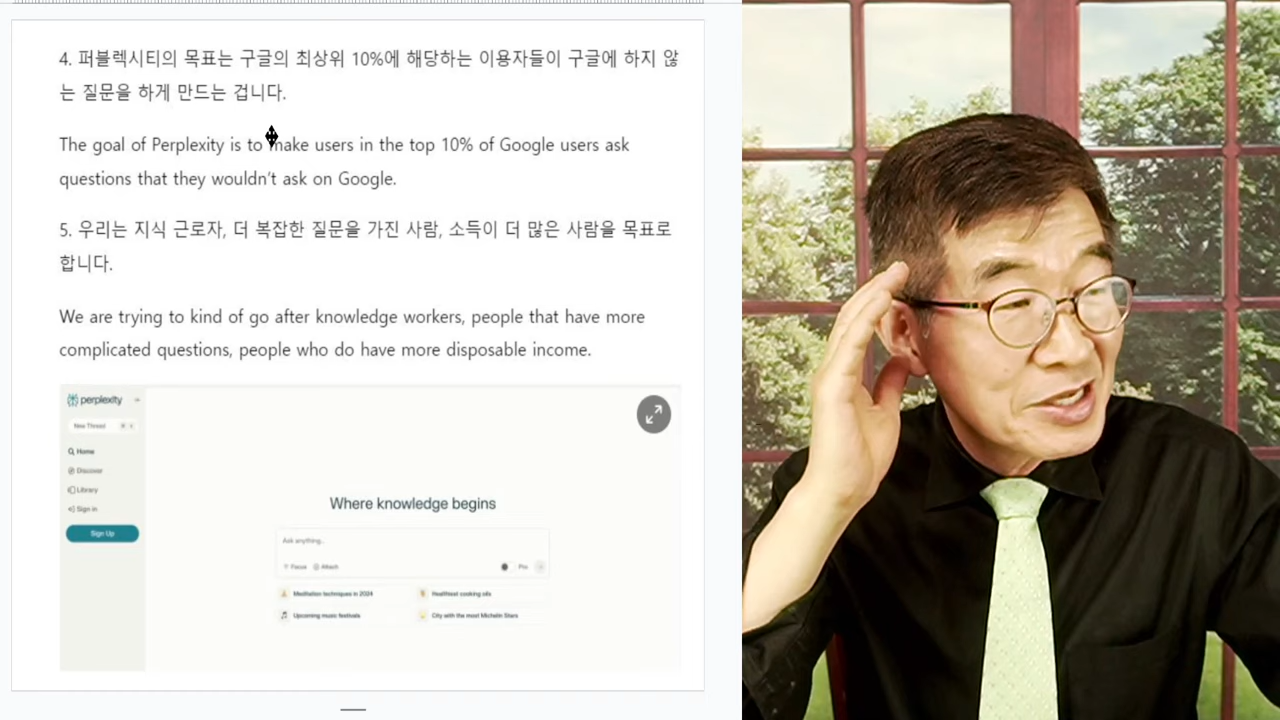 4. 퍼블렉시티의 목표는 구글의 최상위 10%에 해당하는 이용자들이 구글에 하지 않
는 질문을 하게 만드는 겁니다.
The goal of Perplexity is to make users in the top 10% of Google users ask
questions that they wouldn't ask on Google.
5. 우리는 지식 근로자, 더 복잡한 질문을 가진 사람, 소득이 더 많은 사람을 목표로
합니다.
We are trying to kind of go after knowledge workers, people that have more
complicated questions, people who do have more disposable income.
perplexity
New Thread
Home
Discover
Library
Sign in
Sign Up
Where knowledge begins
Ask anything...
Focus Attach Pro
Meditation techniques in 2024 Healthiest cooking oils
Upcoming music festivals City with the most Michelin Stars